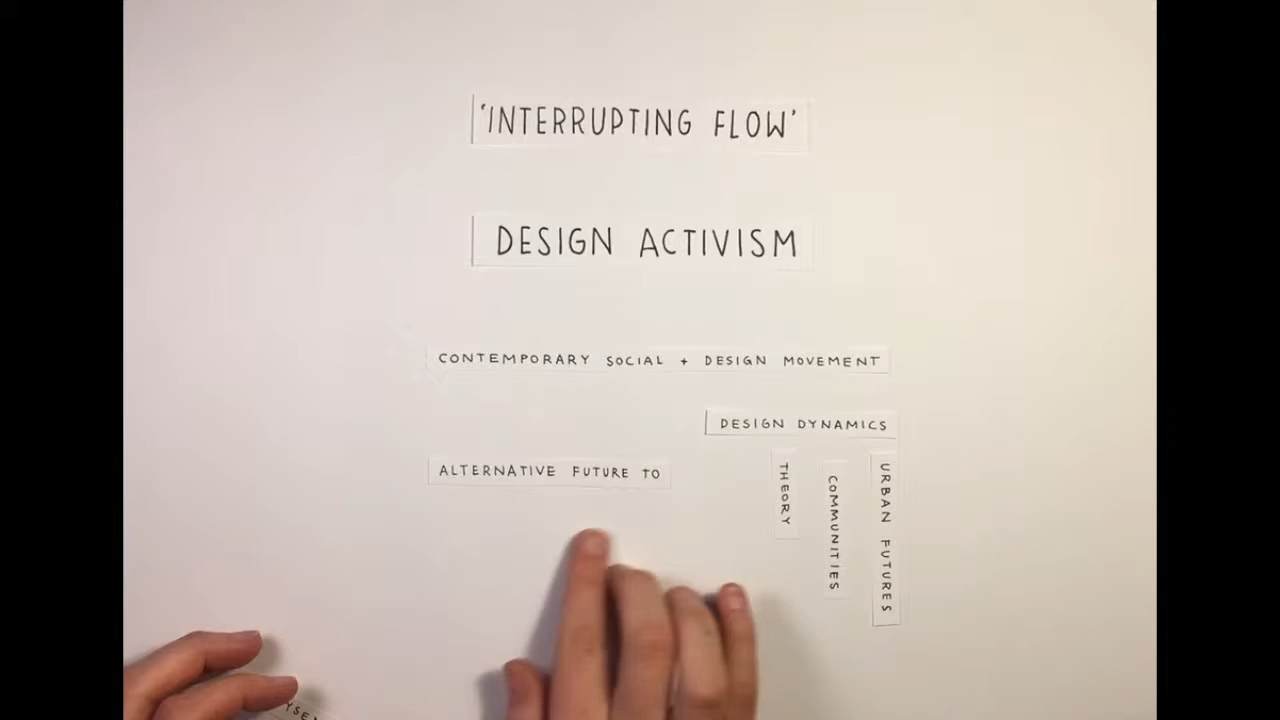 'INTERRUPTING FLOW'
DESIGN ACTIVISM
CONTEMPORARY SOCIAL + DESIGN MOVEMENT
DESIGN DYNAMICS
ALTERNATIVE FUTURE TO
THEORY
COMMUNITIES
URBAN FUTURES